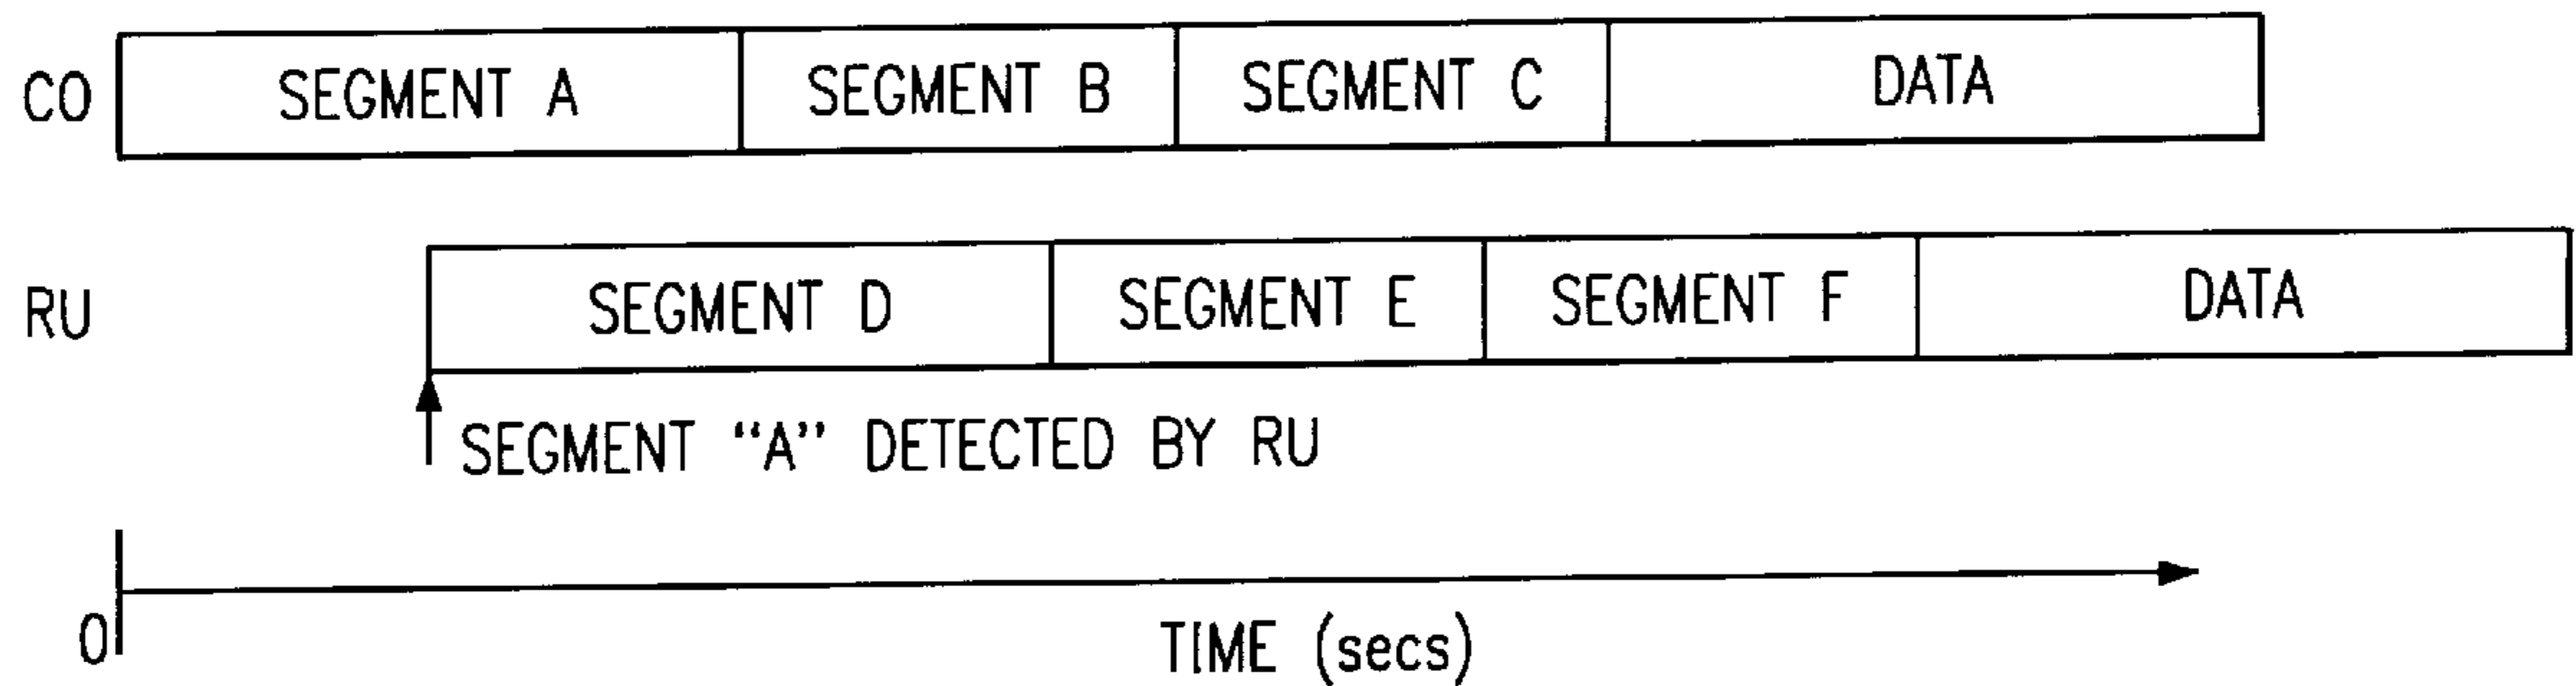 CO SEGMENT A SEGMENT B SEGMENT C DATA
RU SEGMENT D SEGMENT E SEGMENT F DATA
SEGMENT “A” DETECTED BY RU
0
TIME (secs)